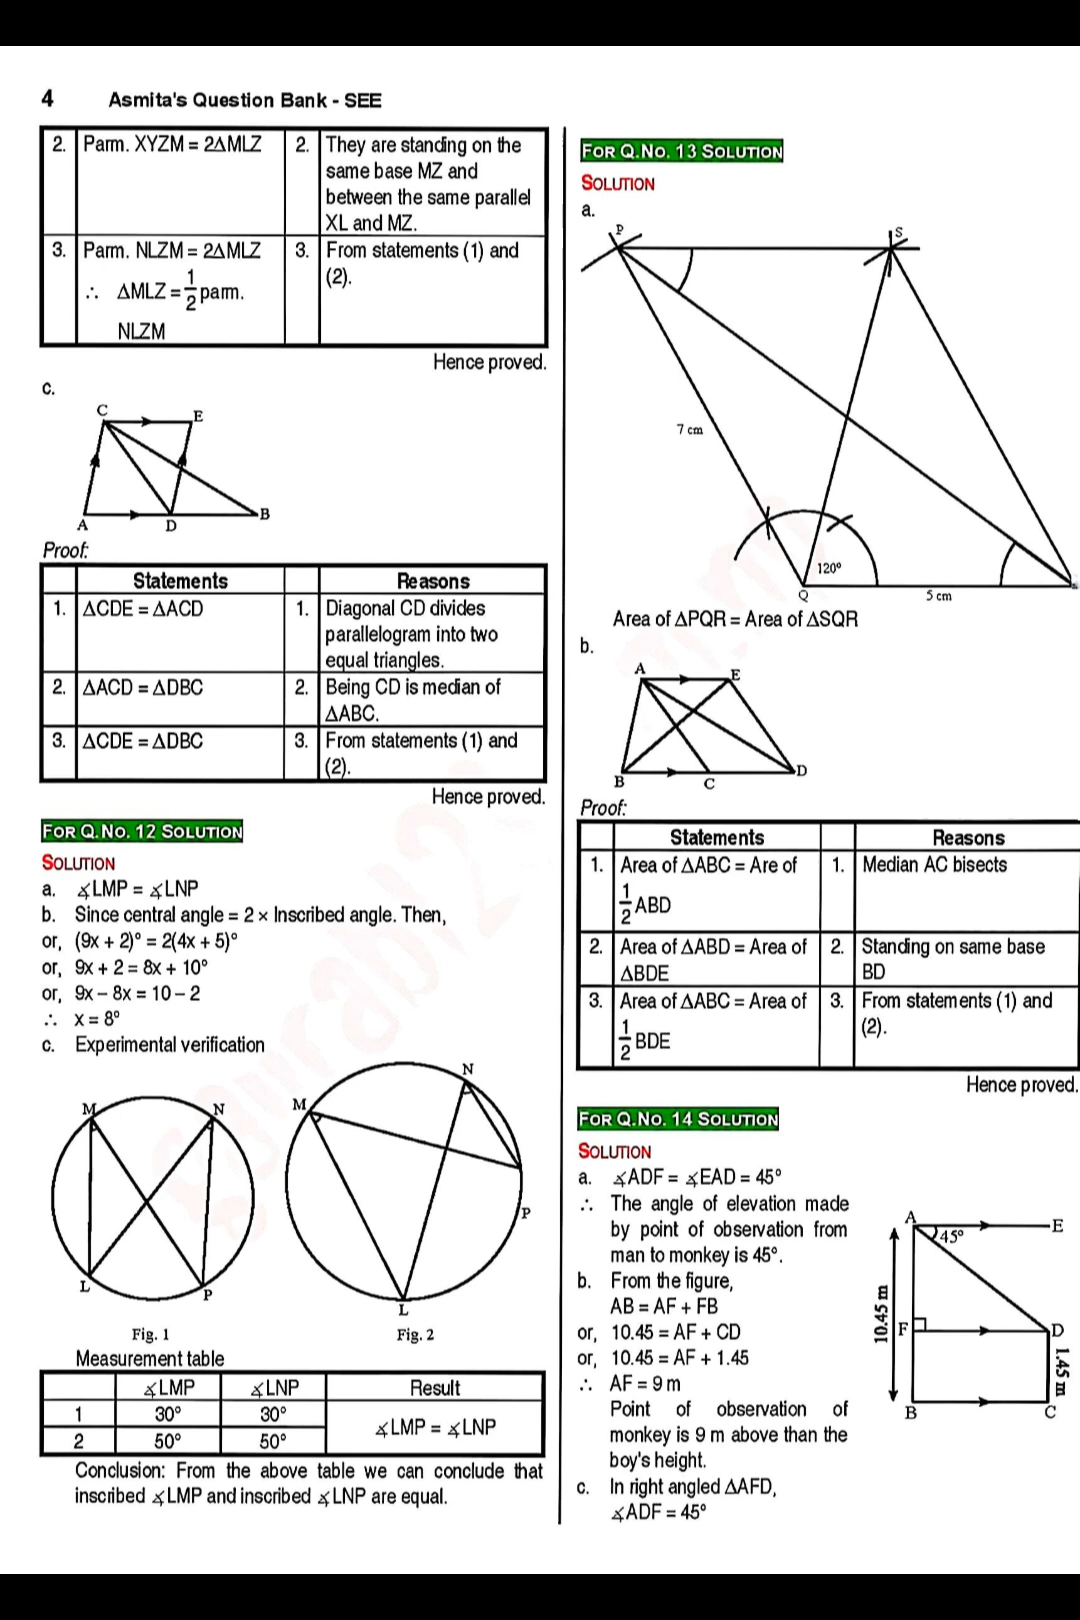 4 Asmita's Question Bank - SEE
2. Parm. XYZM = 2ΔMLZ 2. They are standing on the
same base MZ and
between the same parallel
XL and MZ.
3. Parm. NLZM = 2ΔMLZ 3. From statements (1) and
(2).
∴ ΔMLZ = 1/2 parm.
NLZM
Hence proved.
c.
C E
A D B
Proof:
Statements Reasons
1. ΔCDE = ΔACD 1. Diagonal CD divides
parallelogram into two
equal triangles.
2. ΔACD = ΔDBC 2. Being CD is median of
ΔABC.
3. ΔCDE = ΔDBC 3. From statements (1) and
(2).
Hence proved.
FOR Q.NO. 12 SOLUTION
SOLUTION
a. ∡LMP = ∡LNP
b. Since central angle = 2 × Inscribed angle. Then,
or, (9x + 2)° = 2(4x + 5)°
or, 9x + 2 = 8x + 10°
or, 9x – 8x = 10 – 2
∴ x = 8°
c. Experimental verification
M N
L P
Fig. 1
N
M
P
L
Fig. 2
Measurement table
∡LMP ∡LNP Result
1 30° 30° ∡LMP = ∡LNP
2 50° 50°
Conclusion: From the above table we can conclude that
inscribed ∡LMP and inscribed ∡LNP are equal.
FOR Q.NO. 13 SOLUTION
SOLUTION
a.
P S
7 cm
120°
Q 5 cm
Area of ΔPQR = Area of ΔSQR
b.
A E
B C D
Proof:
Statements Reasons
1. Area of ΔABC = Are of 1. Median AC bisects
1/2 ABD
2. Area of ΔABD = Area of 2. Standing on same base
ΔBDE BD
3. Area of ΔABC = Area of 3. From statements (1) and
1/2 BDE (2).
Hence proved.
FOR Q.NO. 14 SOLUTION
SOLUTION
a. ∡ADF = ∡EAD = 45°
∴ The angle of elevation made
by point of observation from
man to monkey is 45°.
b. From the figure,
AB = AF + FB
or, 10.45 = AF + CD
or, 10.45 = AF + 1.45
∴ AF = 9 m
Point of observation of
monkey is 9 m above than the
boy's height.
c. In right angled ΔAFD,
∡ADF = 45°
A E
45°
10.45 m
F D
1.45 m
B C